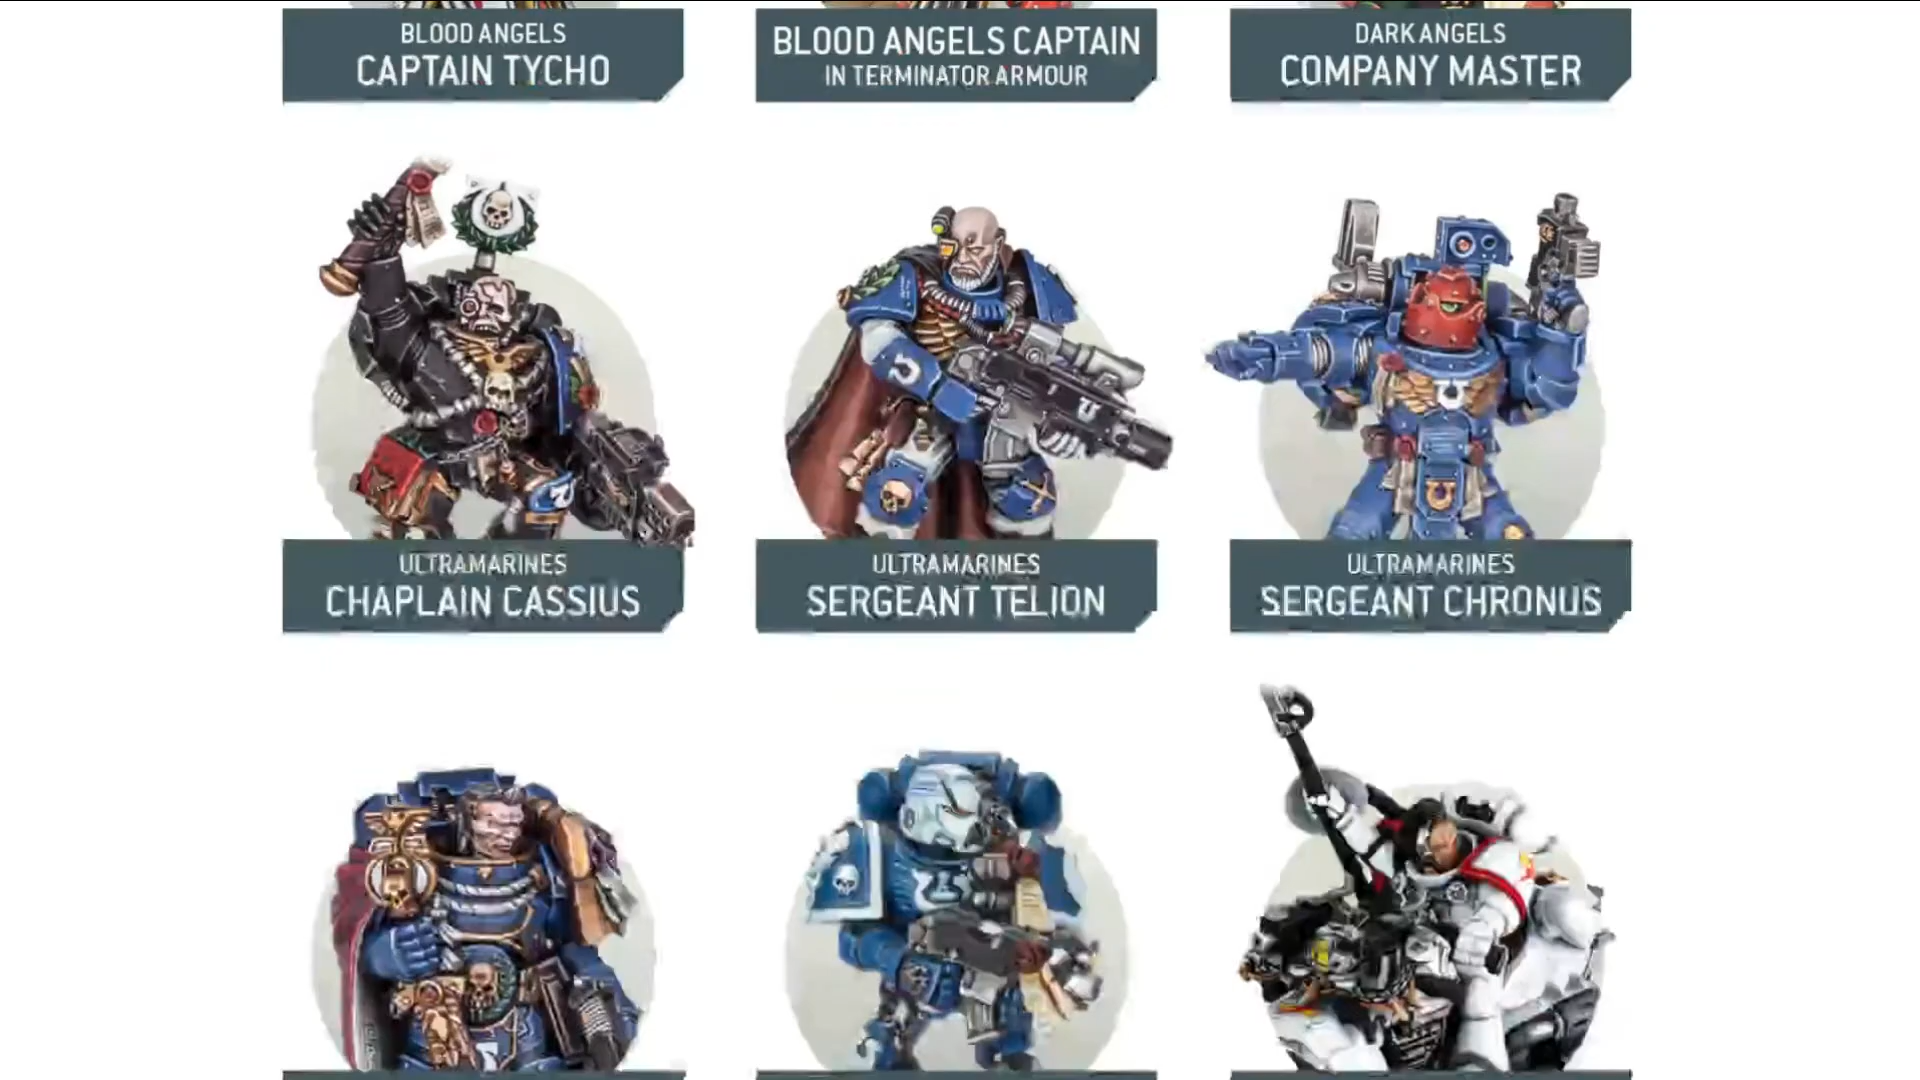 BLOOD ANGELS
CAPTAIN TYCHO
BLOOD ANGELS CAPTAIN
IN TERMINATOR ARMOUR
DARK ANGELS
COMPANY MASTER
ULTRAMARINES
CHAPLAIN CASSIUS
ULTRAMARINES
SERGEANT TELION
ULTRAMARINES
SERGEANT CHRONUS